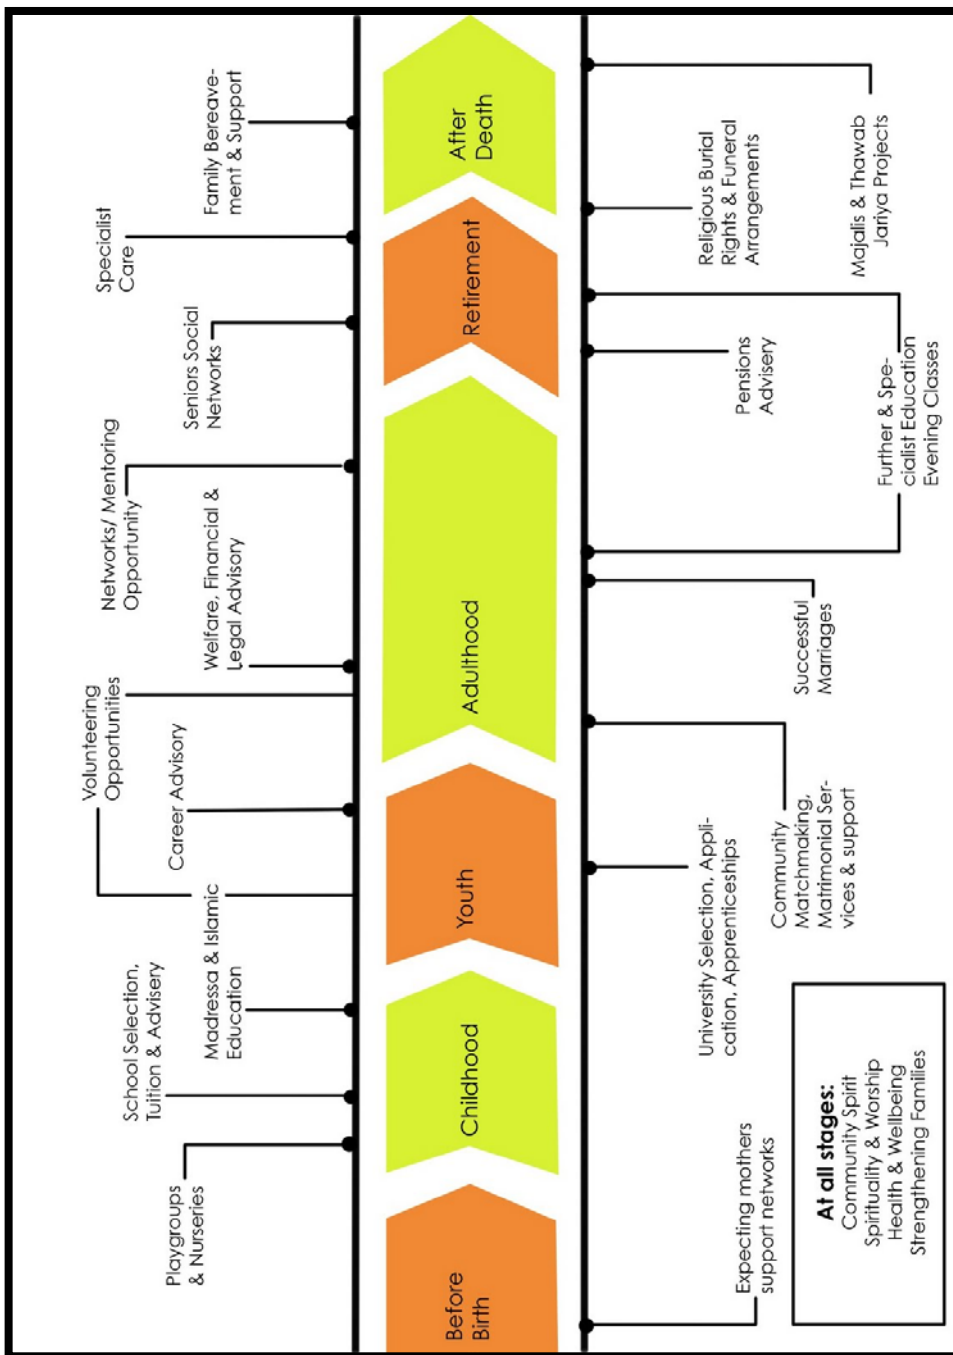 Playgroups
& Nurseries
School Selection,
Tuition & Advisery
Madressa & Islamic
Education
Volunteering
Opportunities
Career Advisory
Welfare, Financial &
Legal Advisory
Networks/ Mentoring
Opportunity
Seniors Social
Networks
Specialist
Care
Family Bereave-
ment & Support
Before
Birth
Childhood
Youth
Adulthood
Retirement
After
Death
Expecting mothers
support networks
University Selection, Appli-
cation, Apprenticeships
Community
Matchmaking,
Matrimonial Ser-
vices & support
Successful
Marriages
Further & Spe-
cialist Education
Evening Classes
Pensions
Advisery
Religious Burial
Rights & Funeral
Arrangements
Majalis & Thawab
Jariya Projects
At all stages:
Community Spirit
Spirituality & Worship
Health & Wellbeing
Strengthening Families